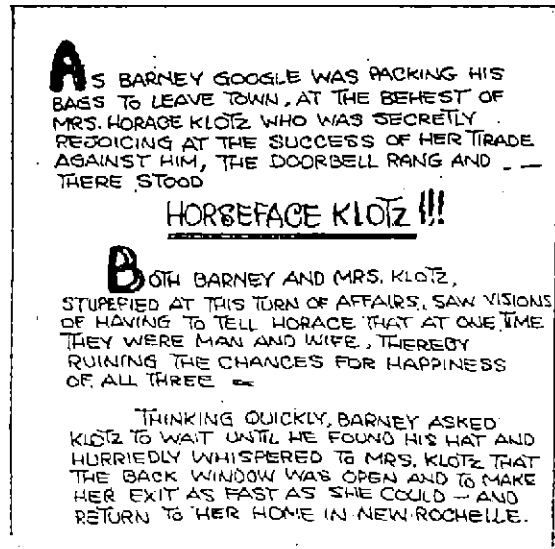 AS BARNEY GOOGLE WAS PACKING HIS
BAGS TO LEAVE TOWN, AT THE BEHEST OF
MRS. HORACE KLOTZ WHO WAS SECRETLY
REJOICING AT THE SUCCESS OF HER TIRADE
AGAINST HIM, THE DOORBELL RANG AND _ _
THERE STOOD
HORSEFACE KLOTZ !!!
BOTH BARNEY AND MRS. KLOTZ,
STUPEFIED AT THIS TURN OF AFFAIRS, SAW VISIONS
OF HAVING TO TELL HORACE THAT AT ONE TIME
THEY WERE MAN AND WIFE, THEREBY
RUINING THE CHANCES FOR HAPPINESS
OF ALL THREE –
THINKING QUICKLY, BARNEY ASKED
KLOTZ TO WAIT UNTIL HE FOUND HIS HAT AND
HURRIEDLY WHISPERED TO MRS. KLOTZ THAT
THE BACK WINDOW WAS OPEN AND TO MAKE
HER EXIT AS FAST AS SHE COULD – AND
RETURN TO HER HOME IN NEW ROCHELLE.